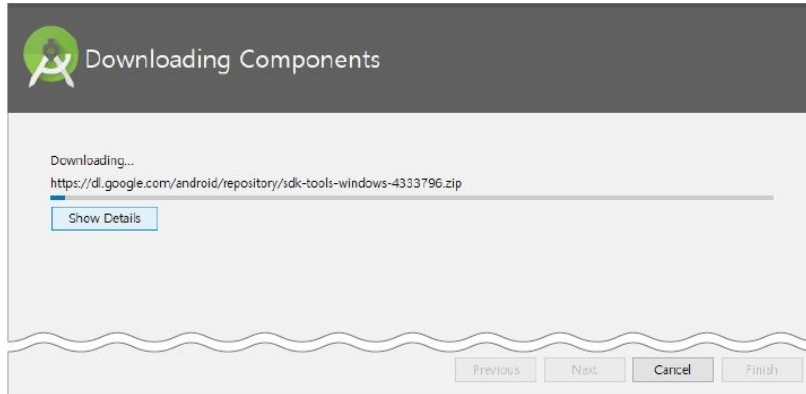 Downloading Components
Downloading...
https://dl.google.com/android/repository/sdk-tools-windows-4333796.zip
Show Details
Previous Next Cancel Finish